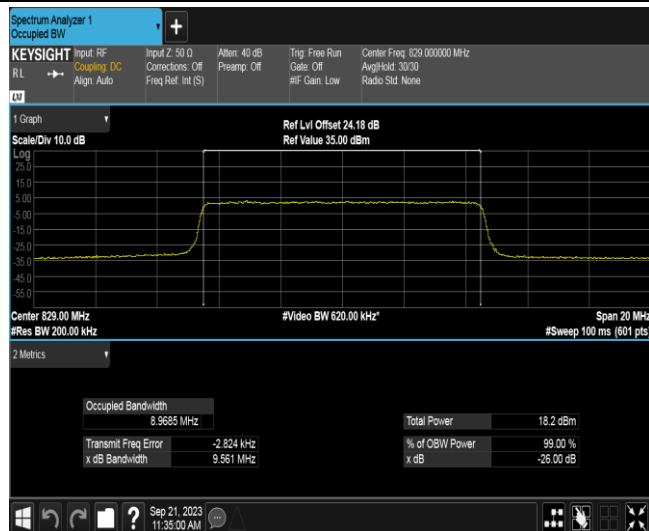 Spectrum Analyzer 1
Occupied BW
+
KEYSIGHT
RL
Input: RF
Coupling: DC
Align: Auto
Input Z: 50 Ω
Corrections: Off
Freq Ref: Int (S)
Atten: 40 dB
Preamp: Off
Trig: Free Run
Gate: Off
#IF Gain: Low
Center Freq: 829.000000 MHz
Avg|Hold: 30/30
Radio Std: None
LXI
1 Graph
Scale/Div 10.0 dB
Ref Lvl Offset 24.18 dB
Ref Value 35.00 dBm
Log
25.0
15.0
5.00
-5.00
-15.0
-25.0
-35.0
-45.0
-55.0
Center 829.00 MHz
#Res BW 200.00 kHz
#Video BW 620.00 kHz*
Span 20 MHz
#Sweep 100 ms (601 pts)
2 Metrics
Occupied Bandwidth
8.9685 MHz
Transmit Freq Error -2.824 kHz
x dB Bandwidth 9.561 MHz
Total Power 18.2 dBm
% of OBW Power 99.00 %
x dB -26.00 dB
?
Sep 21, 2023
11:35:00 AM